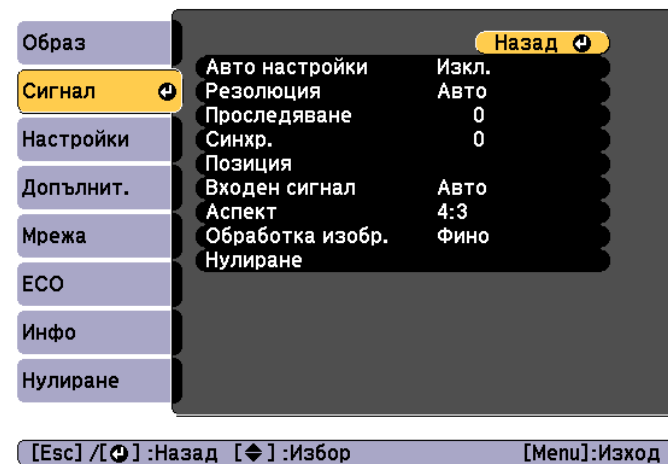 Образ
Сигнал
Настройки
Допълнит.
Мрежа
ECO
Инфо
Нулиране
Назад
Авто настройки Изкл.
Резолюция Авто
Проследяване 0
Синхр. 0
Позиция
Входен сигнал Авто
Аспект 4:3
Обработка изобр. Фино
Нулиране
[Esc] /[ ] :Назад [ ] :Избор [Menu]:Изход